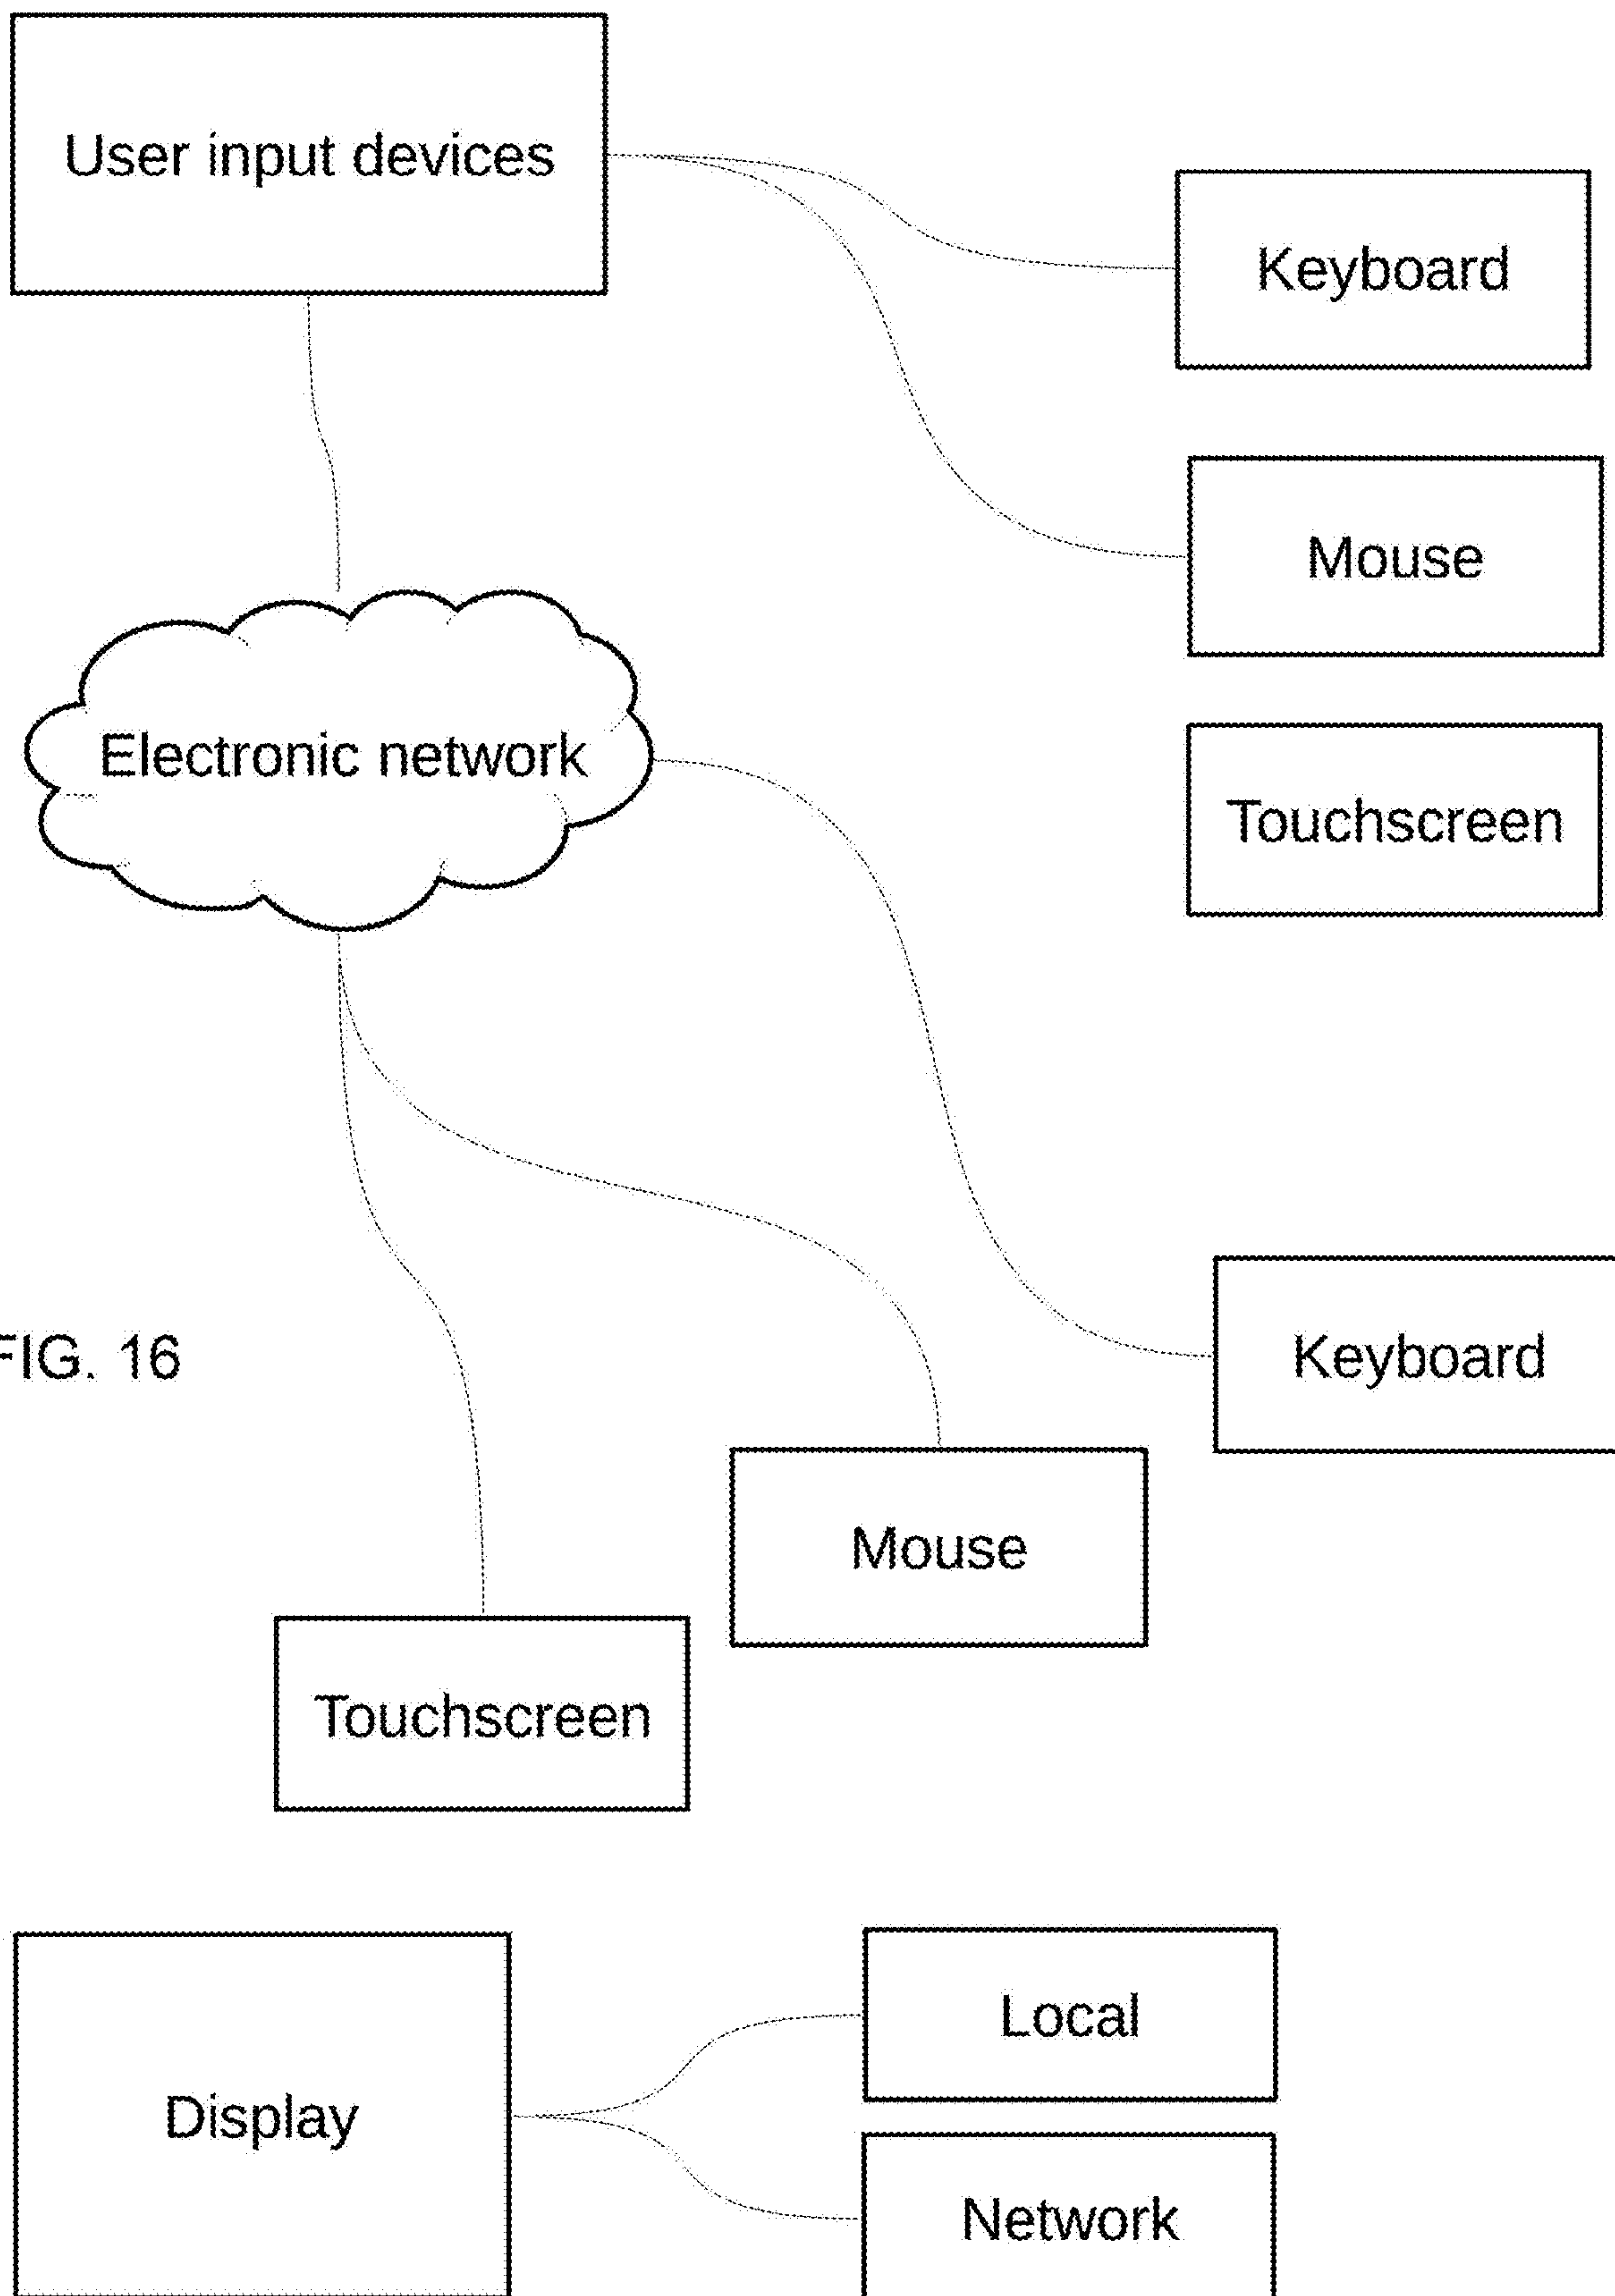 User input devices
Keyboard
Mouse
Electronic network
Touchscreen
Keyboard
FIG. 16
Mouse
Touchscreen
Local
Display
Network